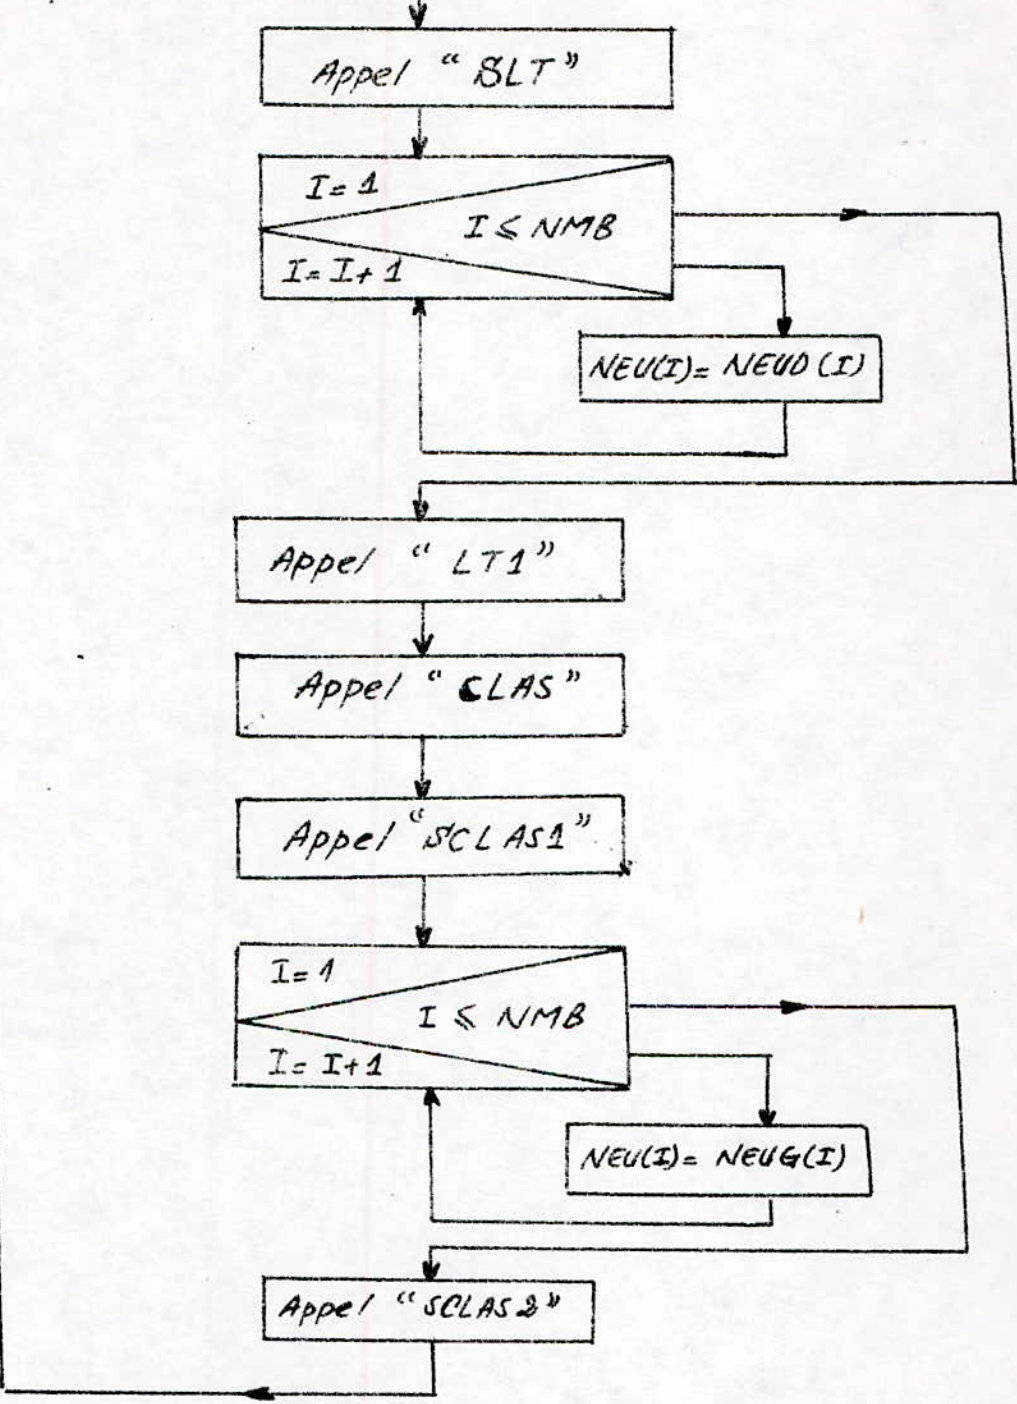 Appel "SLT"
I=1
I ⩽ NMB
I=I+1
NEU(I)= NEUD(I)
Appel "LT1"
Appel "CLAS"
Appel "SCLAS1"
I=1
I ⩽ NMB
I= I+1
NEU(I)= NEUG(I)
Appel "SCLAS2"